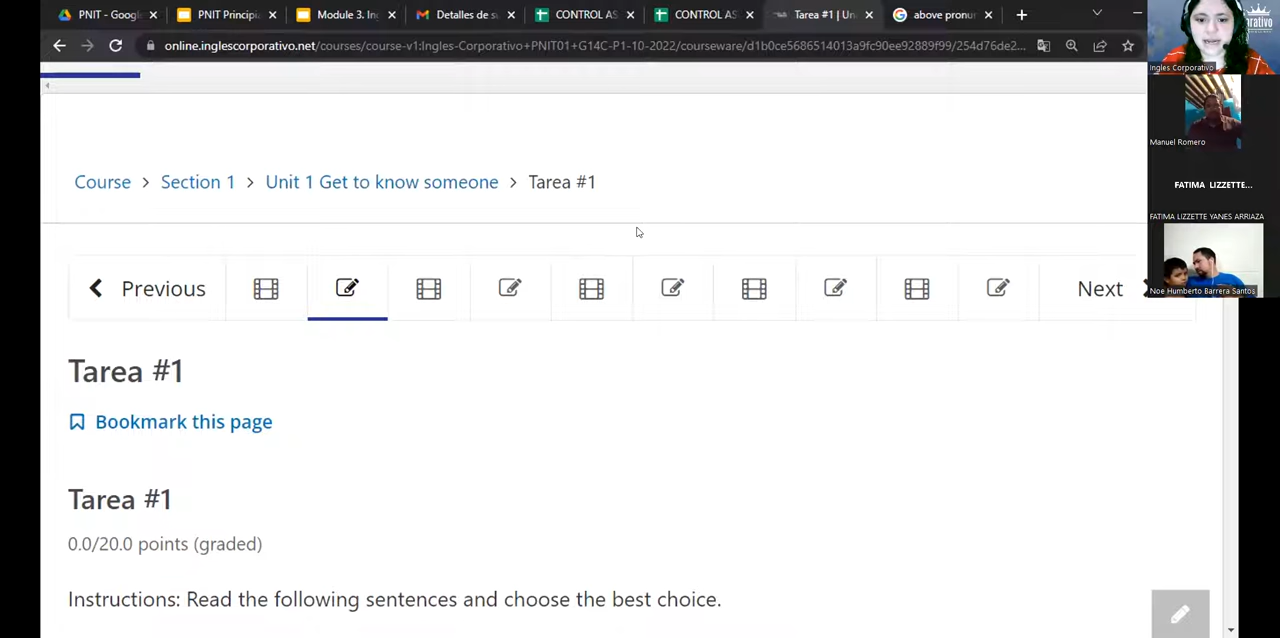 PNIT - Googl
PNIT Principi
Module 3. In
Detalles de su
CONTROL AS
CONTROL AS
Tarea #1 | Un
above pronun
online.inglescorporativo.net/courses/course-v1:Ingles-Corporativo+PNIT01+G14C-P1-10-2022/courseware/d1b0ce5686514013a9fc90ee92889f99/254d76de2...
Course > Section 1 > Unit 1 Get to know someone > Tarea #1
Previous
Next
Tarea #1
Bookmark this page
Tarea #1
0.0/20.0 points (graded)
Instructions: Read the following sentences and choose the best choice.
orporativo
Ingles Corporativo
Manuel Romero
FATIMA LIZZETTE...
FATIMA LIZZETTE YANES ARRIAZA
Noe Humberto Barrera Santos